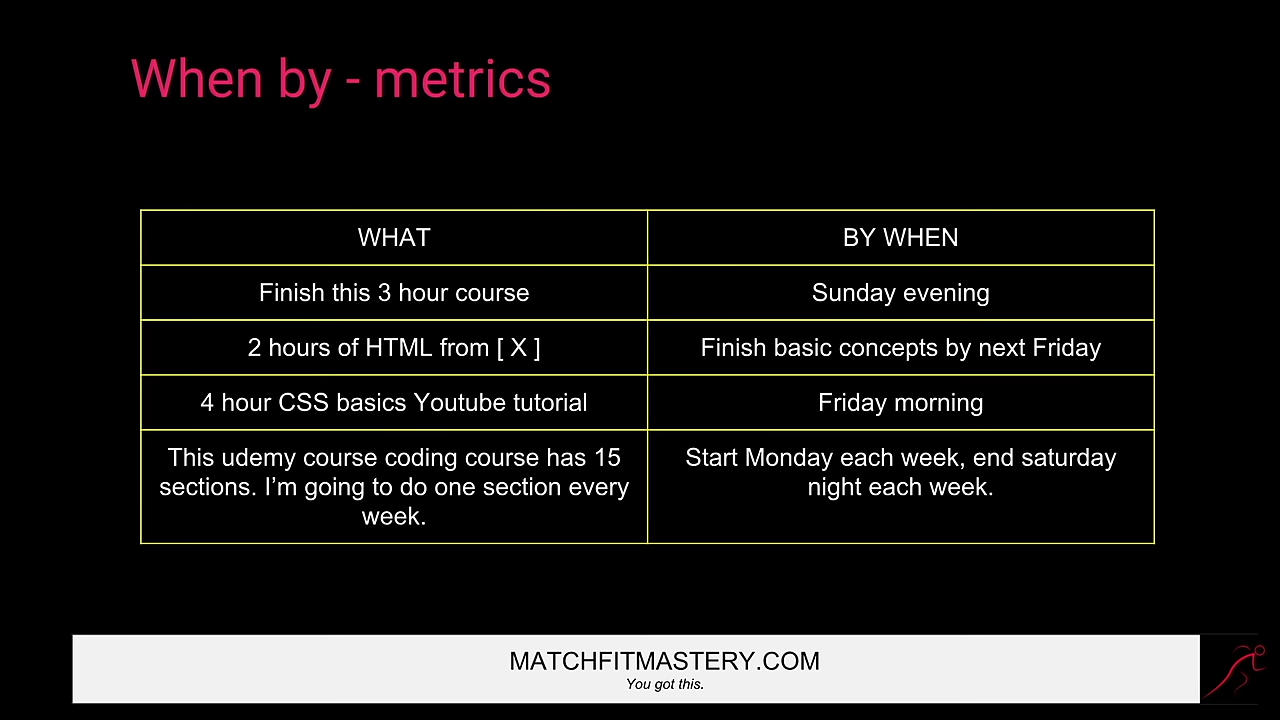 When by - metrics
WHAT
BY WHEN
Finish this 3 hour course
Sunday evening
2 hours of HTML from [ X ]
Finish basic concepts by next Friday
4 hour CSS basics Youtube tutorial
Friday morning
This udemy course coding course has 15
sections. I’m going to do one section every
week.
Start Monday each week, end saturday
night each week.
MATCHFITMASTERY.COM
You got this.